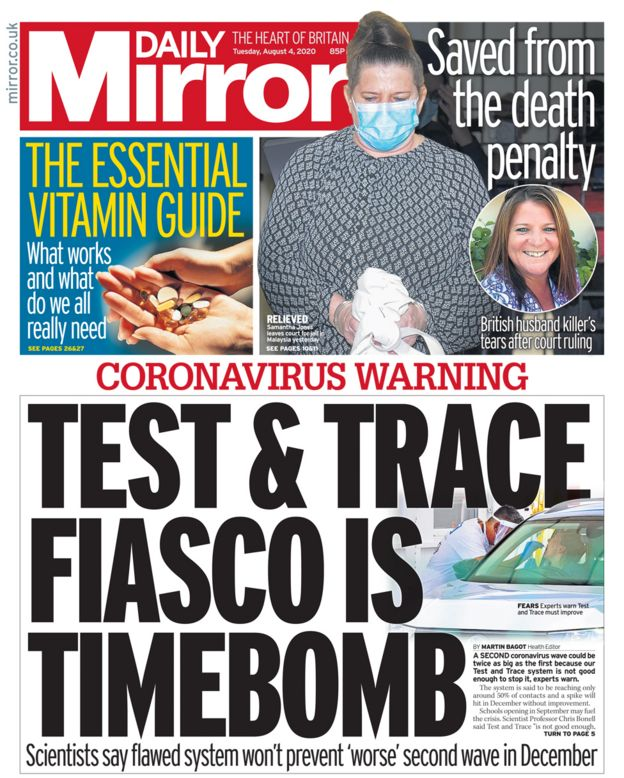 mirror.co.uk
DAILY
Mirror
THE HEART OF BRITAIN
Tuesday, August 4, 2020 85P
Saved from
the death
penalty
THE ESSENTIAL
VITAMIN GUIDE
What works
and what
do we all
really need
SEE PAGES 26&27
RELIEVED
Samantha Jones
leaves court for jail in
Malaysia yesterday
SEE PAGES 10&11
British husband killer's
tears after court ruling
CORONAVIRUS WARNING
TEST & TRACE
FIASCO IS
TIMEBOMB
FEARS Experts warn Test
and Trace must improve
BY MARTIN BAGOT Health Editor
A SECOND coronavirus wave could be
twice as big as the first because our
Test and Trace system is not good
enough to stop it, experts warn.
The system is said to be reaching only
around 50% of contacts and a spike will
hit in December without improvement.
Schools opening in September may fuel
the crisis. Scientist Professor Chris Bonell
said Test and Trace "is not good enough.
TURN TO PAGE 5
Scientists say flawed system won't prevent 'worse' second wave in December